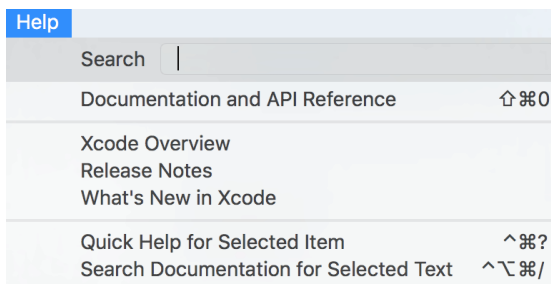 Help
Search
Documentation and API Reference ⇧⌘0
Xcode Overview
Release Notes
What's New in Xcode
Quick Help for Selected Item ^⌘?
Search Documentation for Selected Text ^⌥⌘/